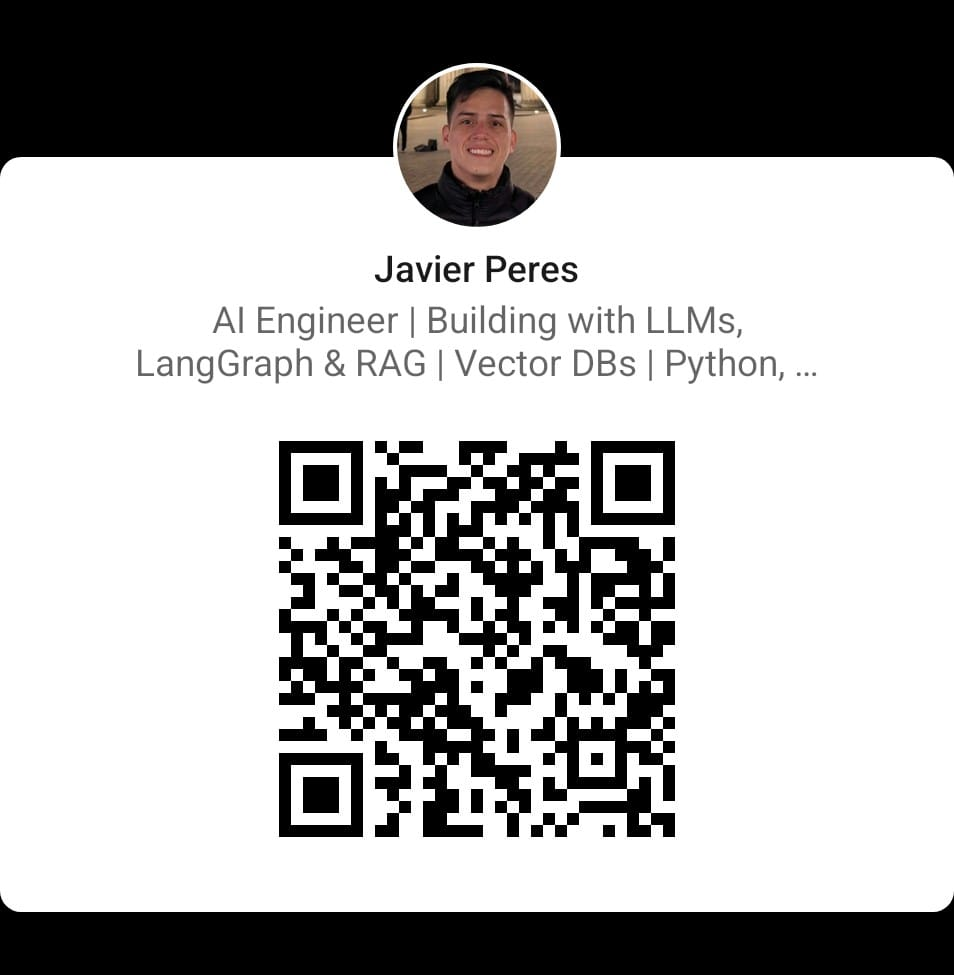 Javier Peres
AI Engineer | Building with LLMs,
LangGraph & RAG | Vector DBs | Python, ...